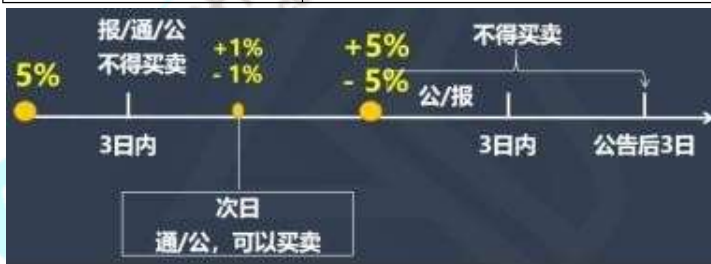 报/通/公
不得买卖
5%
+1%
- 1%
+5%
- 5%
不得买卖
公/报
3日内
3日内
公告后3日
次日
通/公，可以买卖